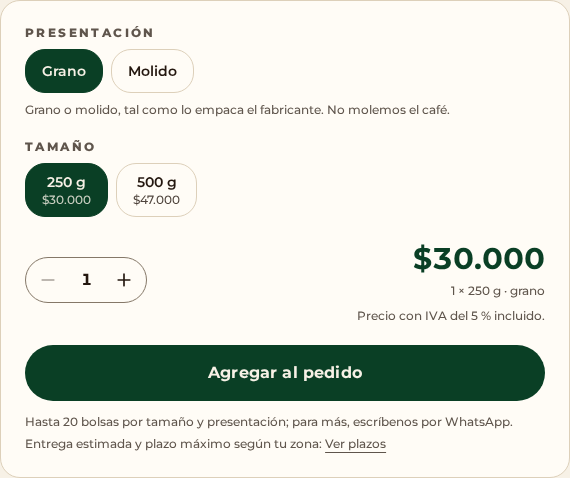 PRESENTACIÓN
Grano Molido
Grano o molido, tal como lo empaca el fabricante. No molemos el café.
TAMAÑO
250 g 500 g
$30.000 $47.000
$30.000
− 1 +
1 × 250 g · grano
Precio con IVA del 5 % incluido.
Agregar al pedido
Hasta 20 bolsas por tamaño y presentación; para más, escríbenos por WhatsApp.
Entrega estimada y plazo máximo según tu zona: Ver plazos